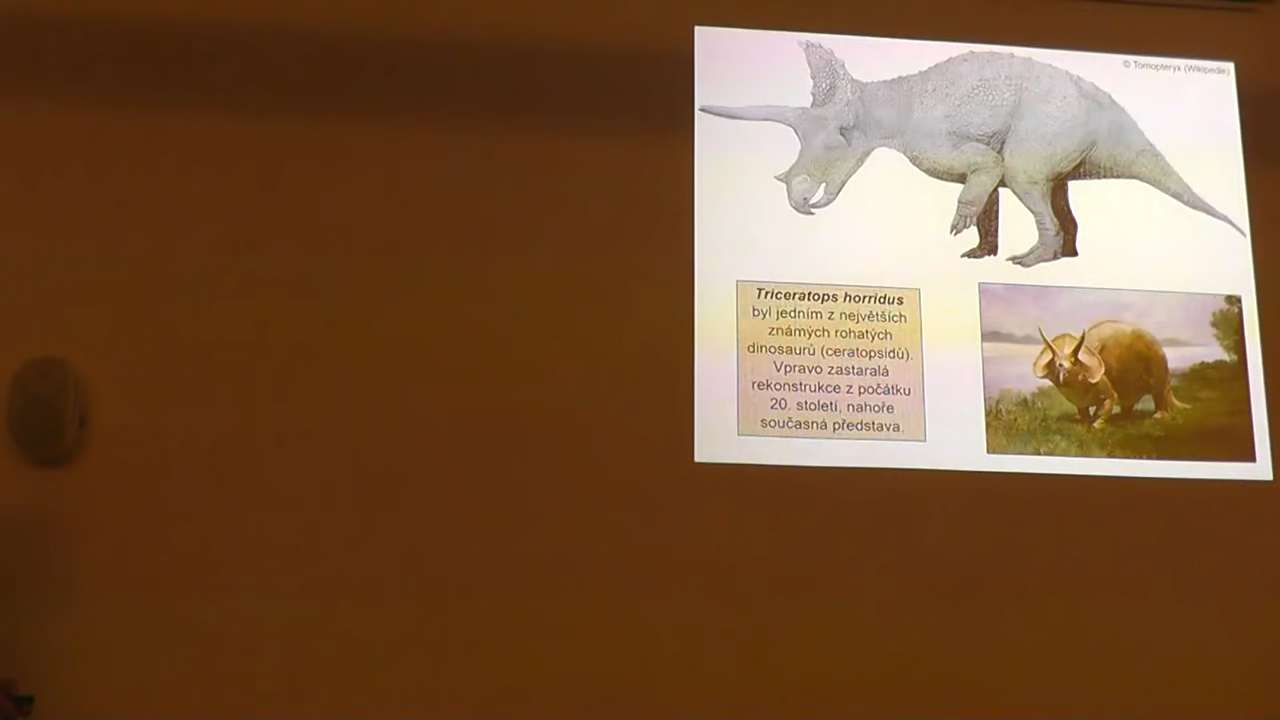 © Tomopteryx (Wikipedie)
Triceratops horridus
byl jedním z největších
známých rohatých
dinosaurů (ceratopsidů).
Vpravo zastaralá
rekonstrukce z počátku
20. století, nahoře
současná představa.